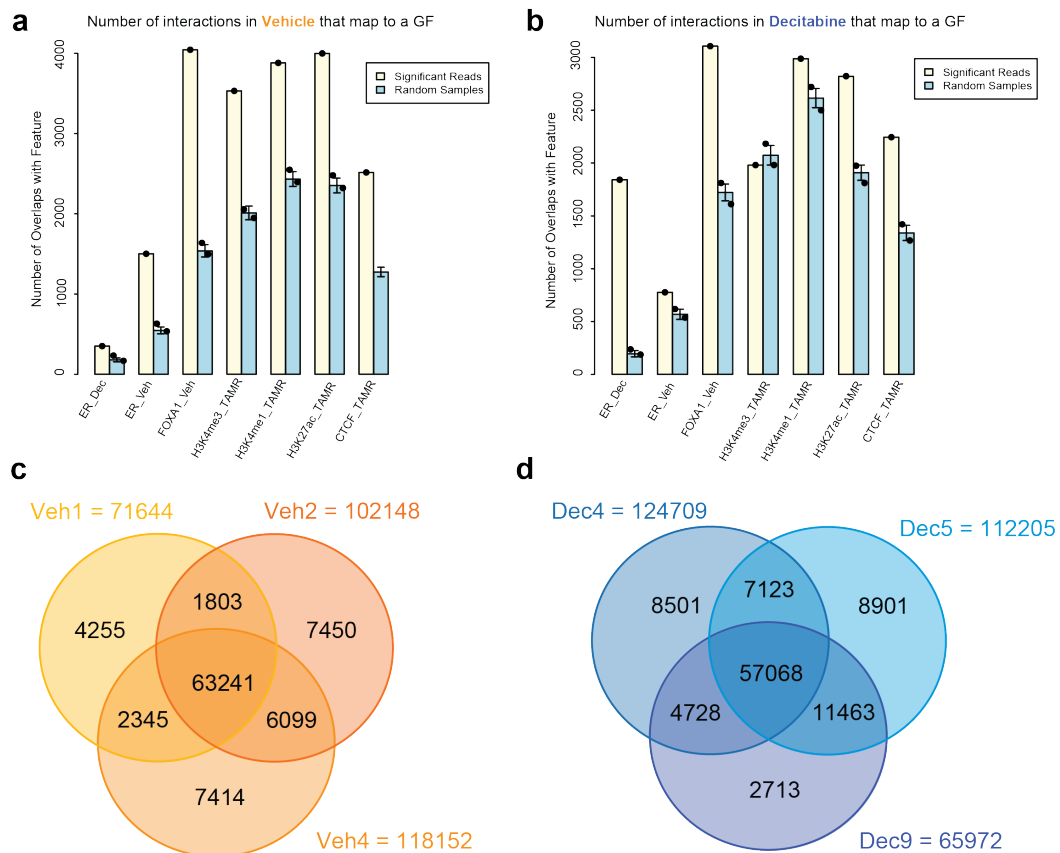 a
Number of interactions in Vehicle that map to a GF
Number of Overlaps with Feature
0
1000
2000
3000
4000
Significant Reads
Random Samples
ER_Dec
ER_Veh
FOXA1_Veh
H3K4me3_TAMR
H3K4me1_TAMR
H3K27ac_TAMR
CTCF_TAMR
b
Number of interactions in Decitabine that map to a GF
Number of Overlaps with Feature
0
500
1000
1500
2000
2500
3000
Significant Reads
Random Samples
ER_Dec
ER_Veh
FOXA1_Veh
H3K4me3_TAMR
H3K4me1_TAMR
H3K27ac_TAMR
CTCF_TAMR
c
Veh1 = 71644
Veh2 = 102148
1803
4255
7450
63241
2345
6099
7414
Veh4 = 118152
d
Dec4 = 124709
Dec5 = 112205
7123
8501
8901
57068
4728
11463
2713
Dec9 = 65972